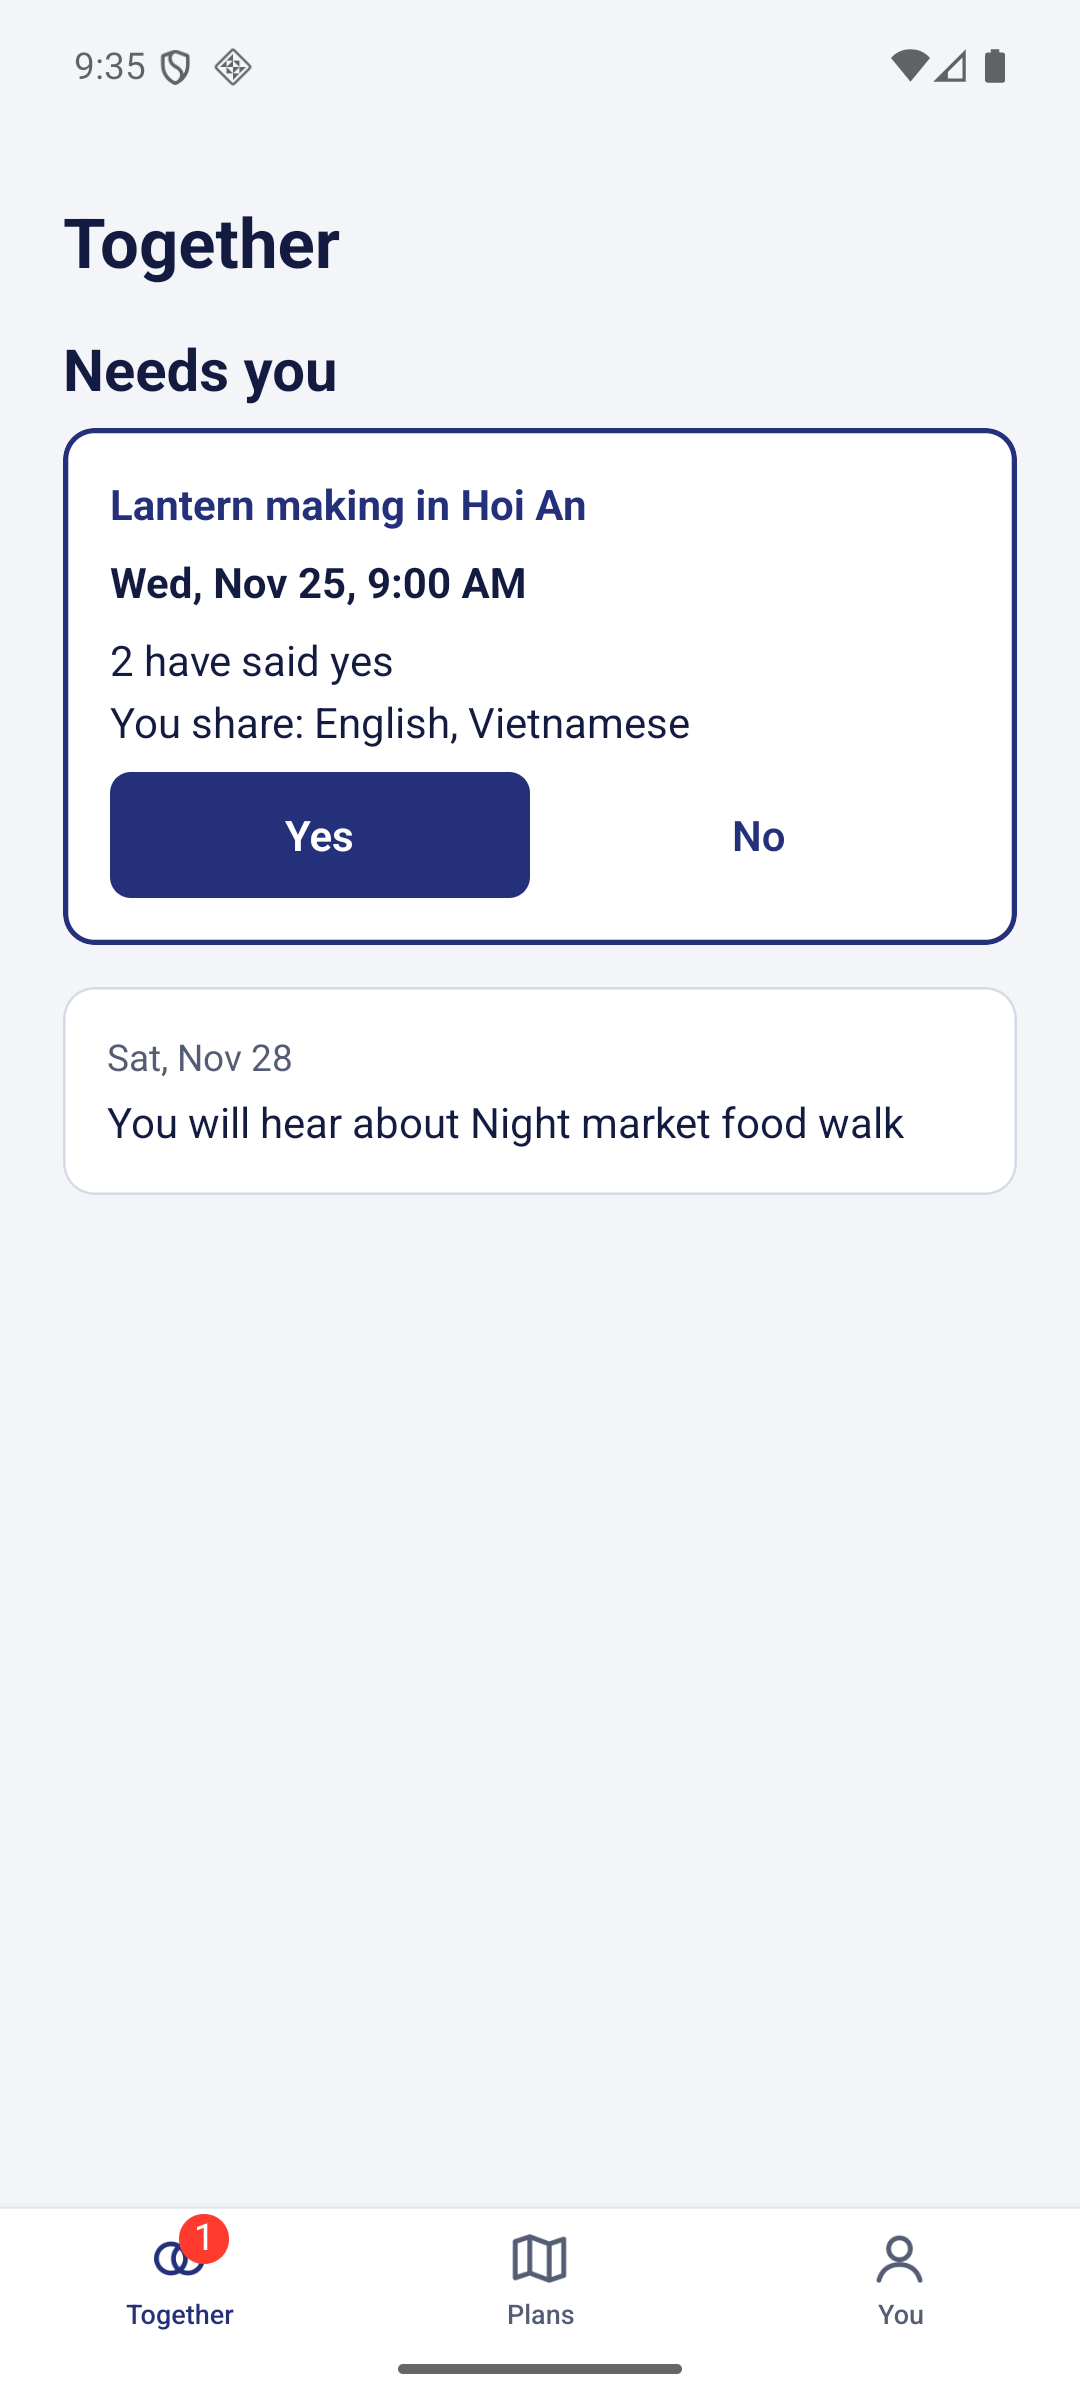 9:35
Together
Needs you
Lantern making in Hoi An
Wed, Nov 25, 9:00 AM
2 have said yes
You share: English, Vietnamese
Yes
No
Sat, Nov 28
You will hear about Night market food walk
1
Together
Plans
You